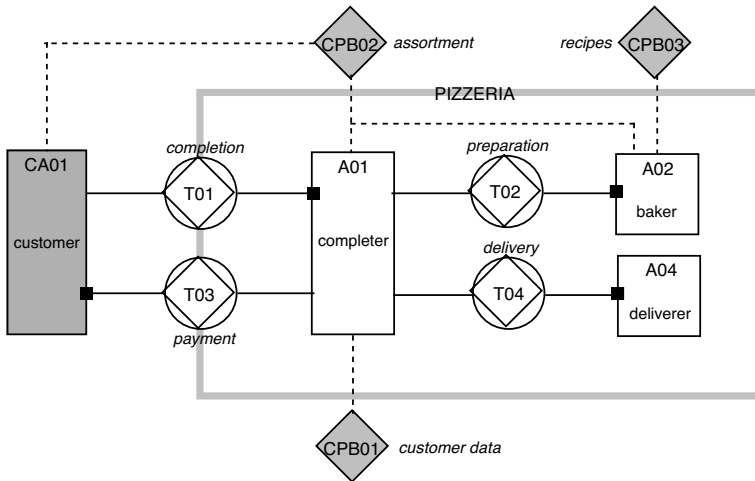 CPB02 assortment
recipes CPB03
PIZZERIA
completion
preparation
CA01
A01
A02
T01
T02
customer
completer
baker
delivery
A04
T03
T04
deliverer
payment
CPB01 customer data